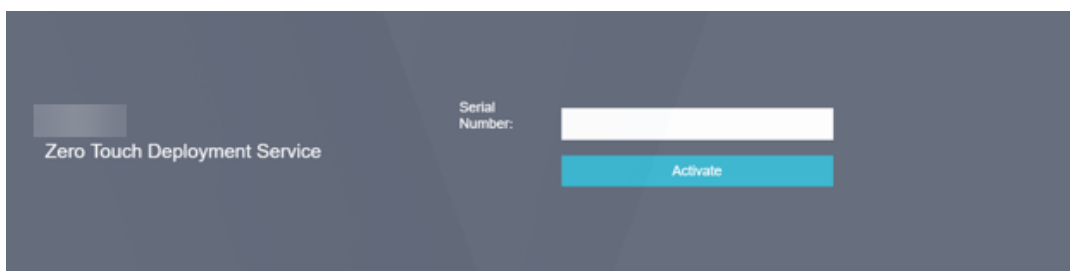 Serial
Number:
Zero Touch Deployment Service
Activate